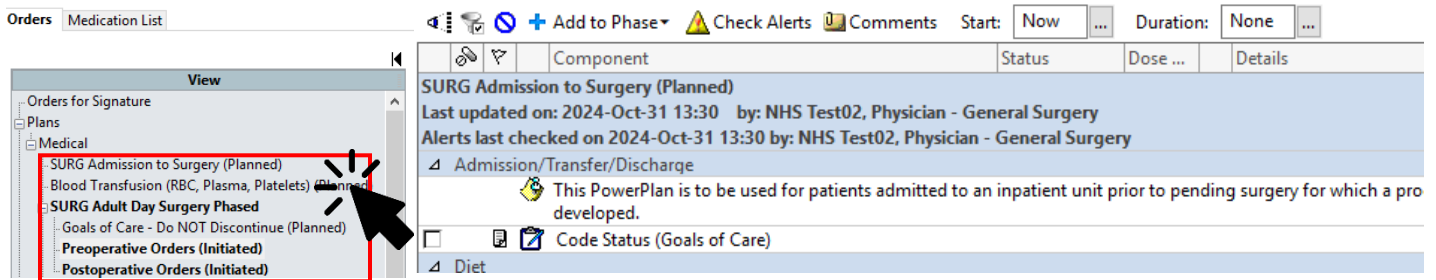 Orders Medication List
View
Orders for Signature
Plans
Medical
SURG Admission to Surgery (Planned)
Blood Transfusion (RBC, Plasma, Platelets) (Planned)
SURG Adult Day Surgery Phased
Goals of Care - Do NOT Discontinue (Planned)
Preoperative Orders (Initiated)
Postoperative Orders (Initiated)
Add to Phase Check Alerts Comments Start: Now ... Duration: None ...
Component Status Dose ... Details
SURG Admission to Surgery (Planned)
Last updated on: 2024-Oct-31 13:30 by: NHS Test02, Physician - General Surgery
Alerts last checked on 2024-Oct-31 13:30 by: NHS Test02, Physician - General Surgery
Admission/Transfer/Discharge
This PowerPlan is to be used for patients admitted to an inpatient unit prior to pending surgery for which a pro
developed.
Code Status (Goals of Care)
Diet